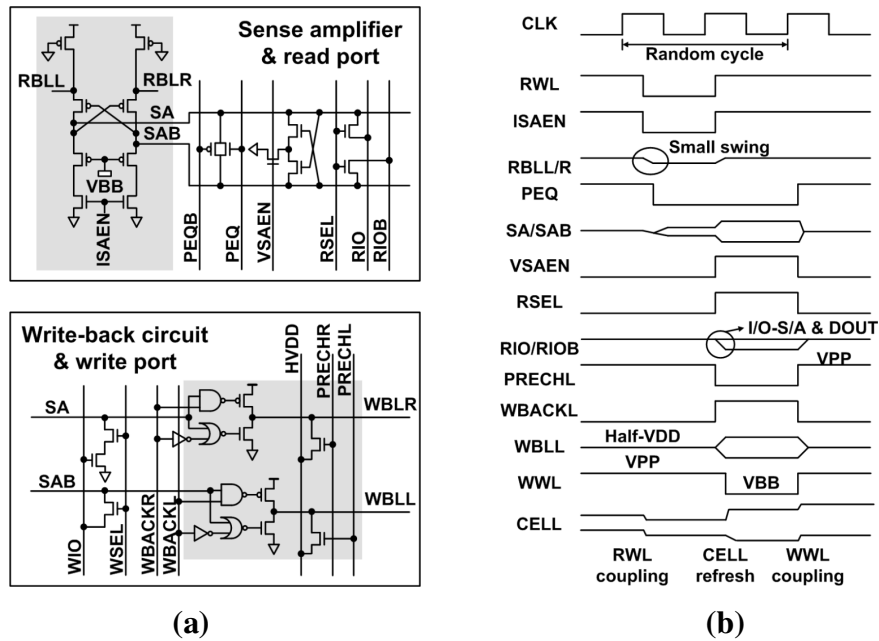 Sense amplifier
& read port
RBLL
RBLR
SA
SAB
VBB
ISAEN
PEQB
PEQ
VSAEN
RSEL
RIO
RIOB
Write-back circuit
& write port
HVDD
PRECHR
PRECHL
SA
WBLR
SAB
WBLL
WIO
WSEL
WBACKR
WBACKL
(a)
CLK
Random cycle
RWL
ISAEN
Small swing
RBLL/R
PEQ
SA/SAB
VSAEN
RSEL
I/O-S/A & DOUT
RIO/RIOB
VPP
PRECHL
WBACKL
Half-VDD
WBLL
VPP
WWL
VBB
CELL
RWL coupling
CELL refresh
WWL coupling
(b)